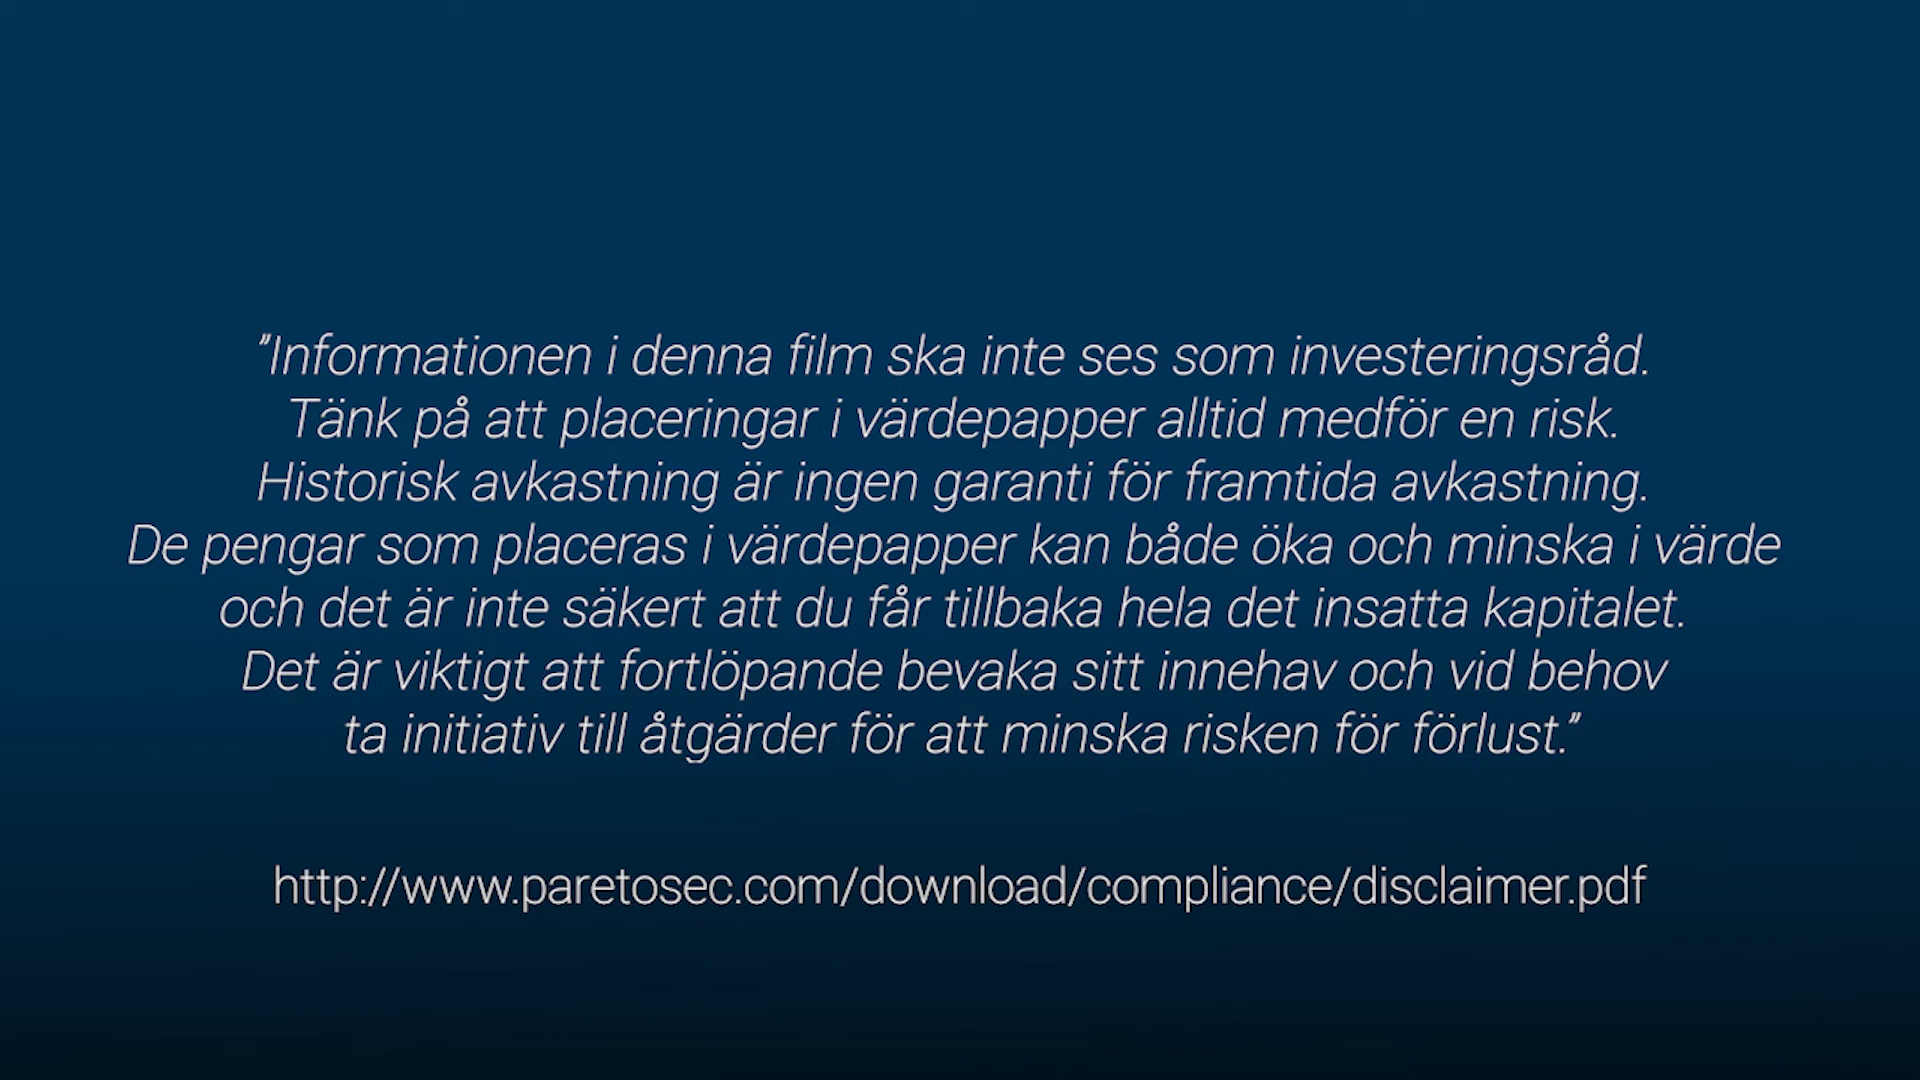 ”Informationen i denna film ska inte ses som investeringsråd.
Tänk på att placeringar i värdepapper alltid medför en risk.
Historisk avkastning är ingen garanti för framtida avkastning.
De pengar som placeras i värdepapper kan både öka och minska i värde
och det är inte säkert att du får tillbaka hela det insatta kapitalet.
Det är viktigt att fortlöpande bevaka sitt innehav och vid behov
ta initiativ till åtgärder för att minska risken för förlust.”
http://www.paretosec.com/download/compliance/disclaimer.pdf